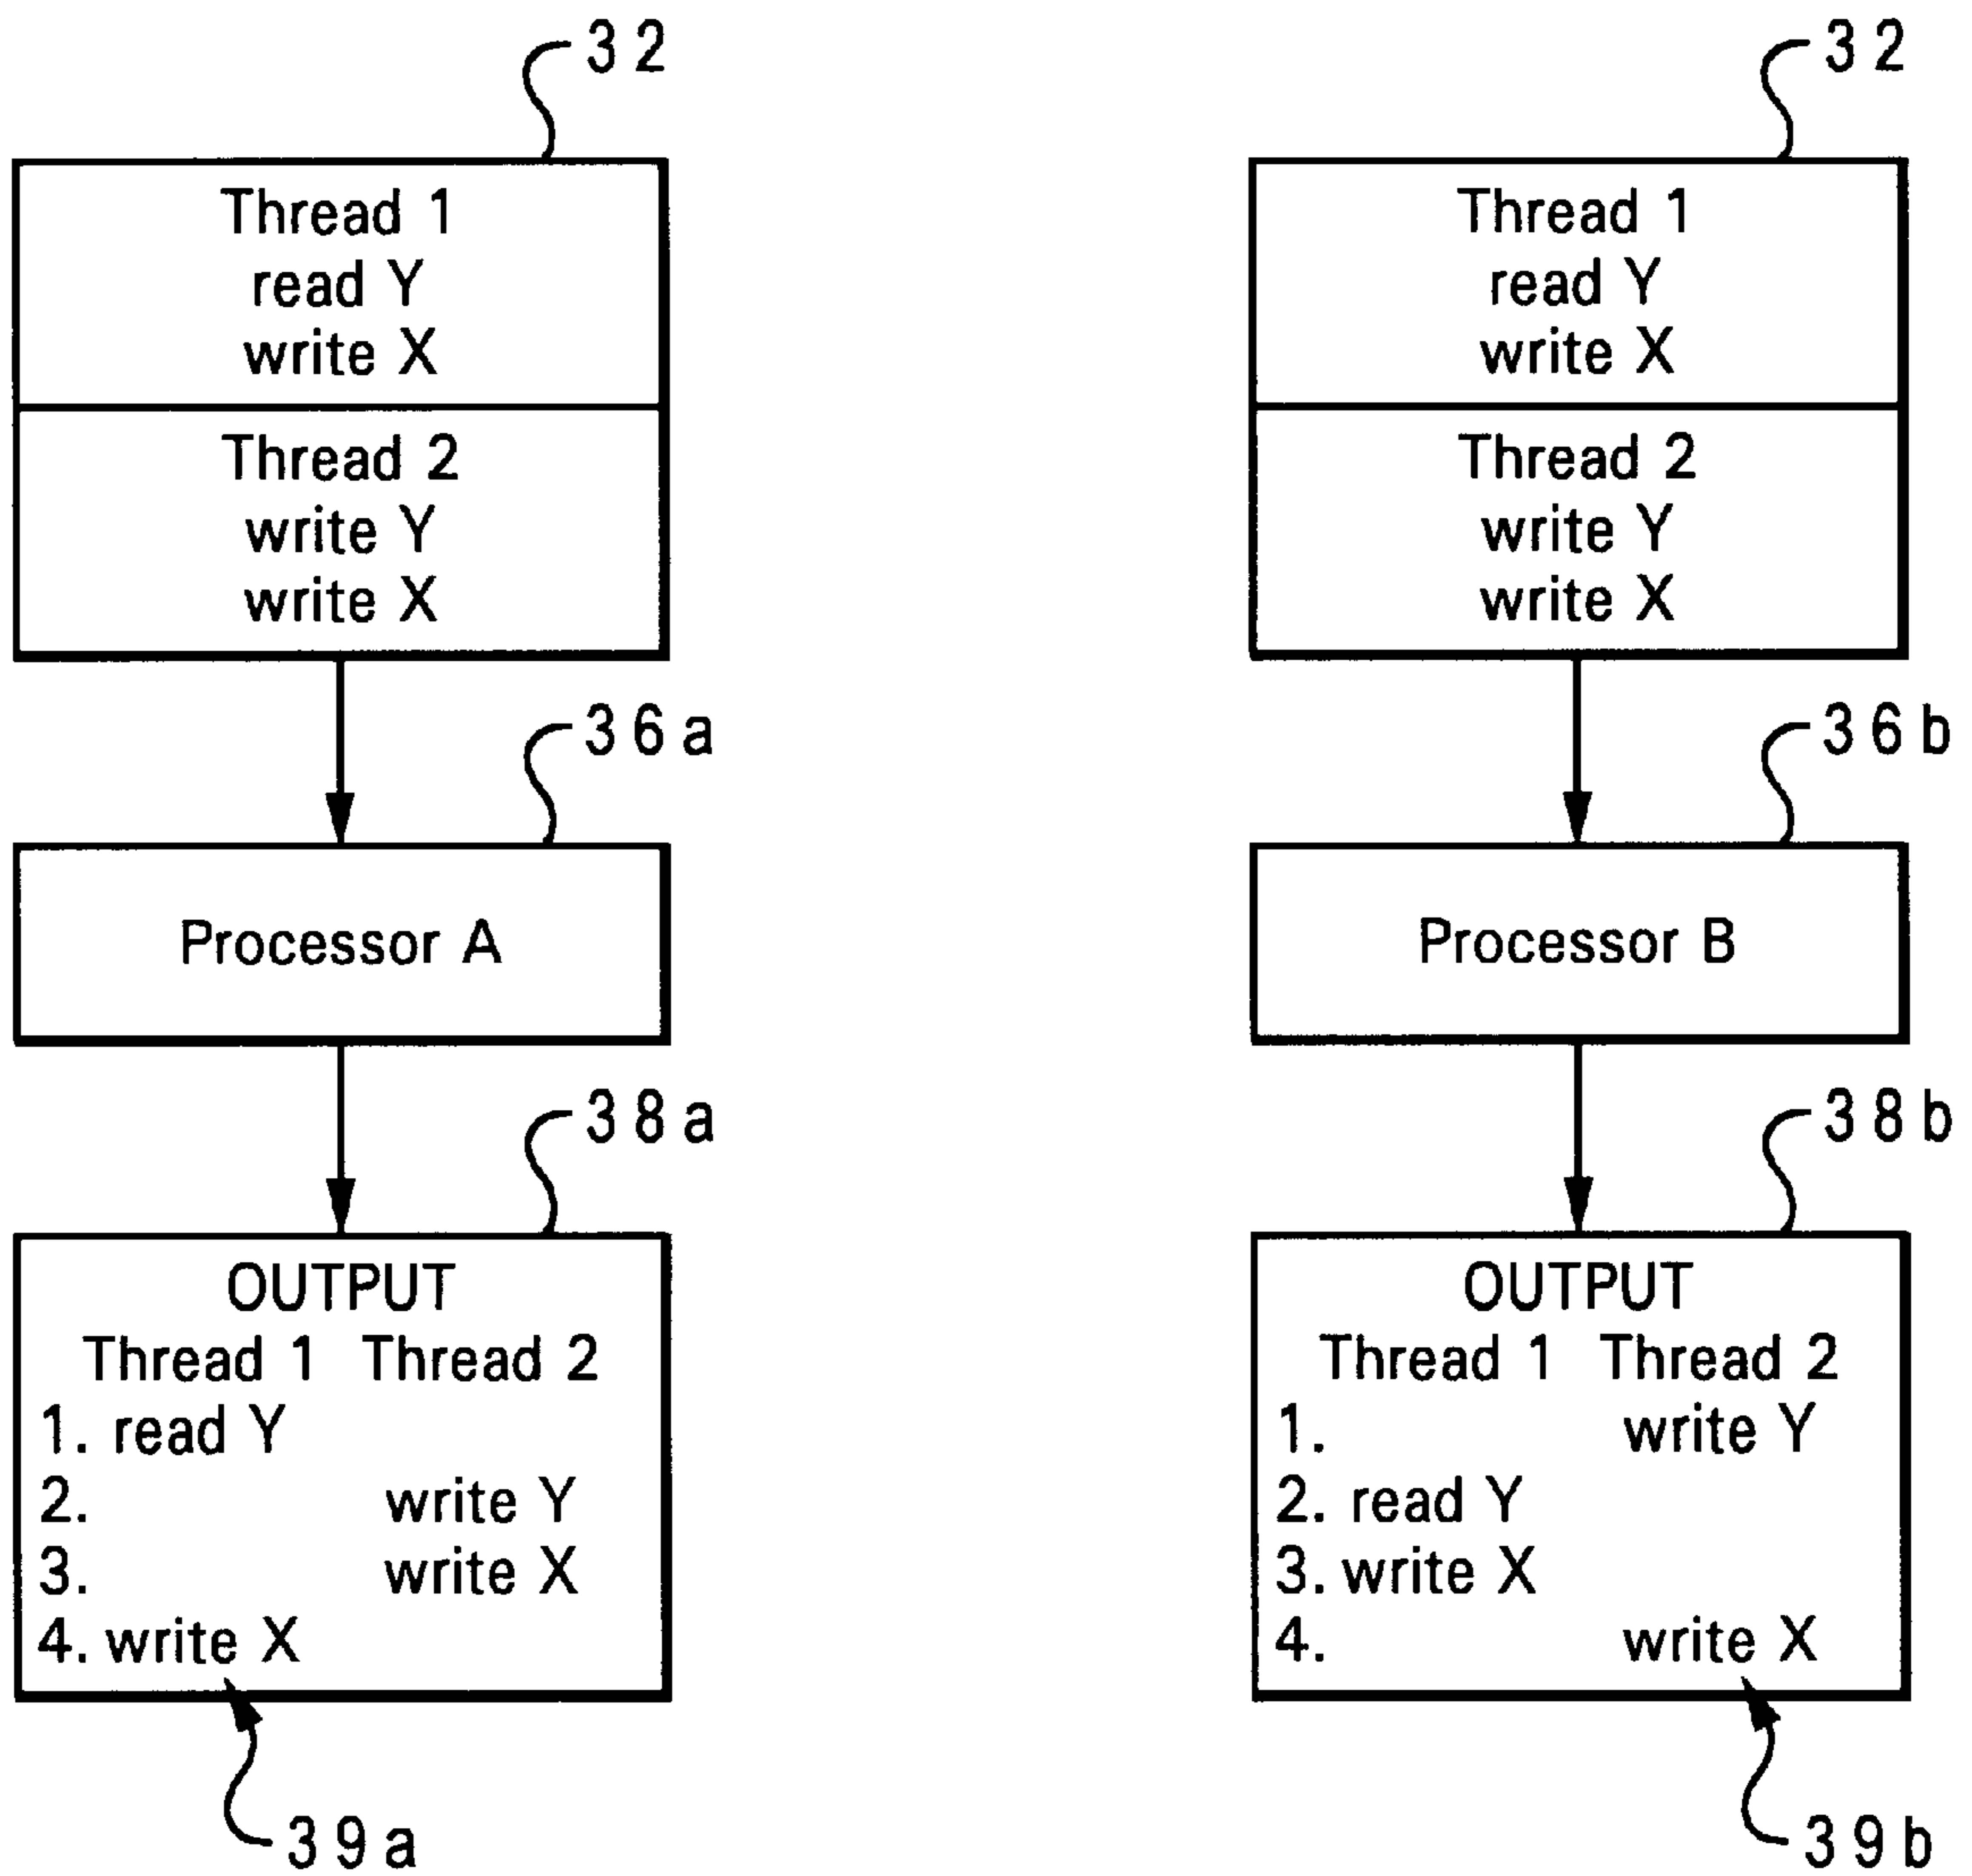 32
Thread 1
read Y
write X
Thread 2
write Y
write X
36a
Processor A
38a
OUTPUT
Thread 1 Thread 2
1. read Y
2. write Y
3. write X
4. write X
39a
32
Thread 1
read Y
write X
Thread 2
write Y
write X
36b
Processor B
38b
OUTPUT
Thread 1 Thread 2
1. write Y
2. read Y
3. write X
4. write X
39b